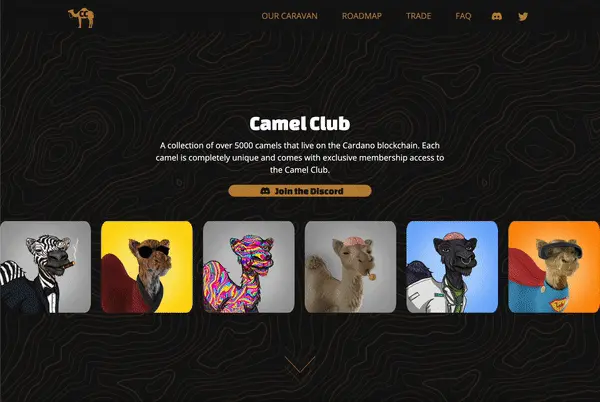 OUR CARAVAN ROADMAP TRADE FAQ
Camel Club
A collection of over 5000 camels that live on the Cardano blockchain. Each
camel is completely unique and comes with exclusive membership access to
the Camel Club.
Join the Discord